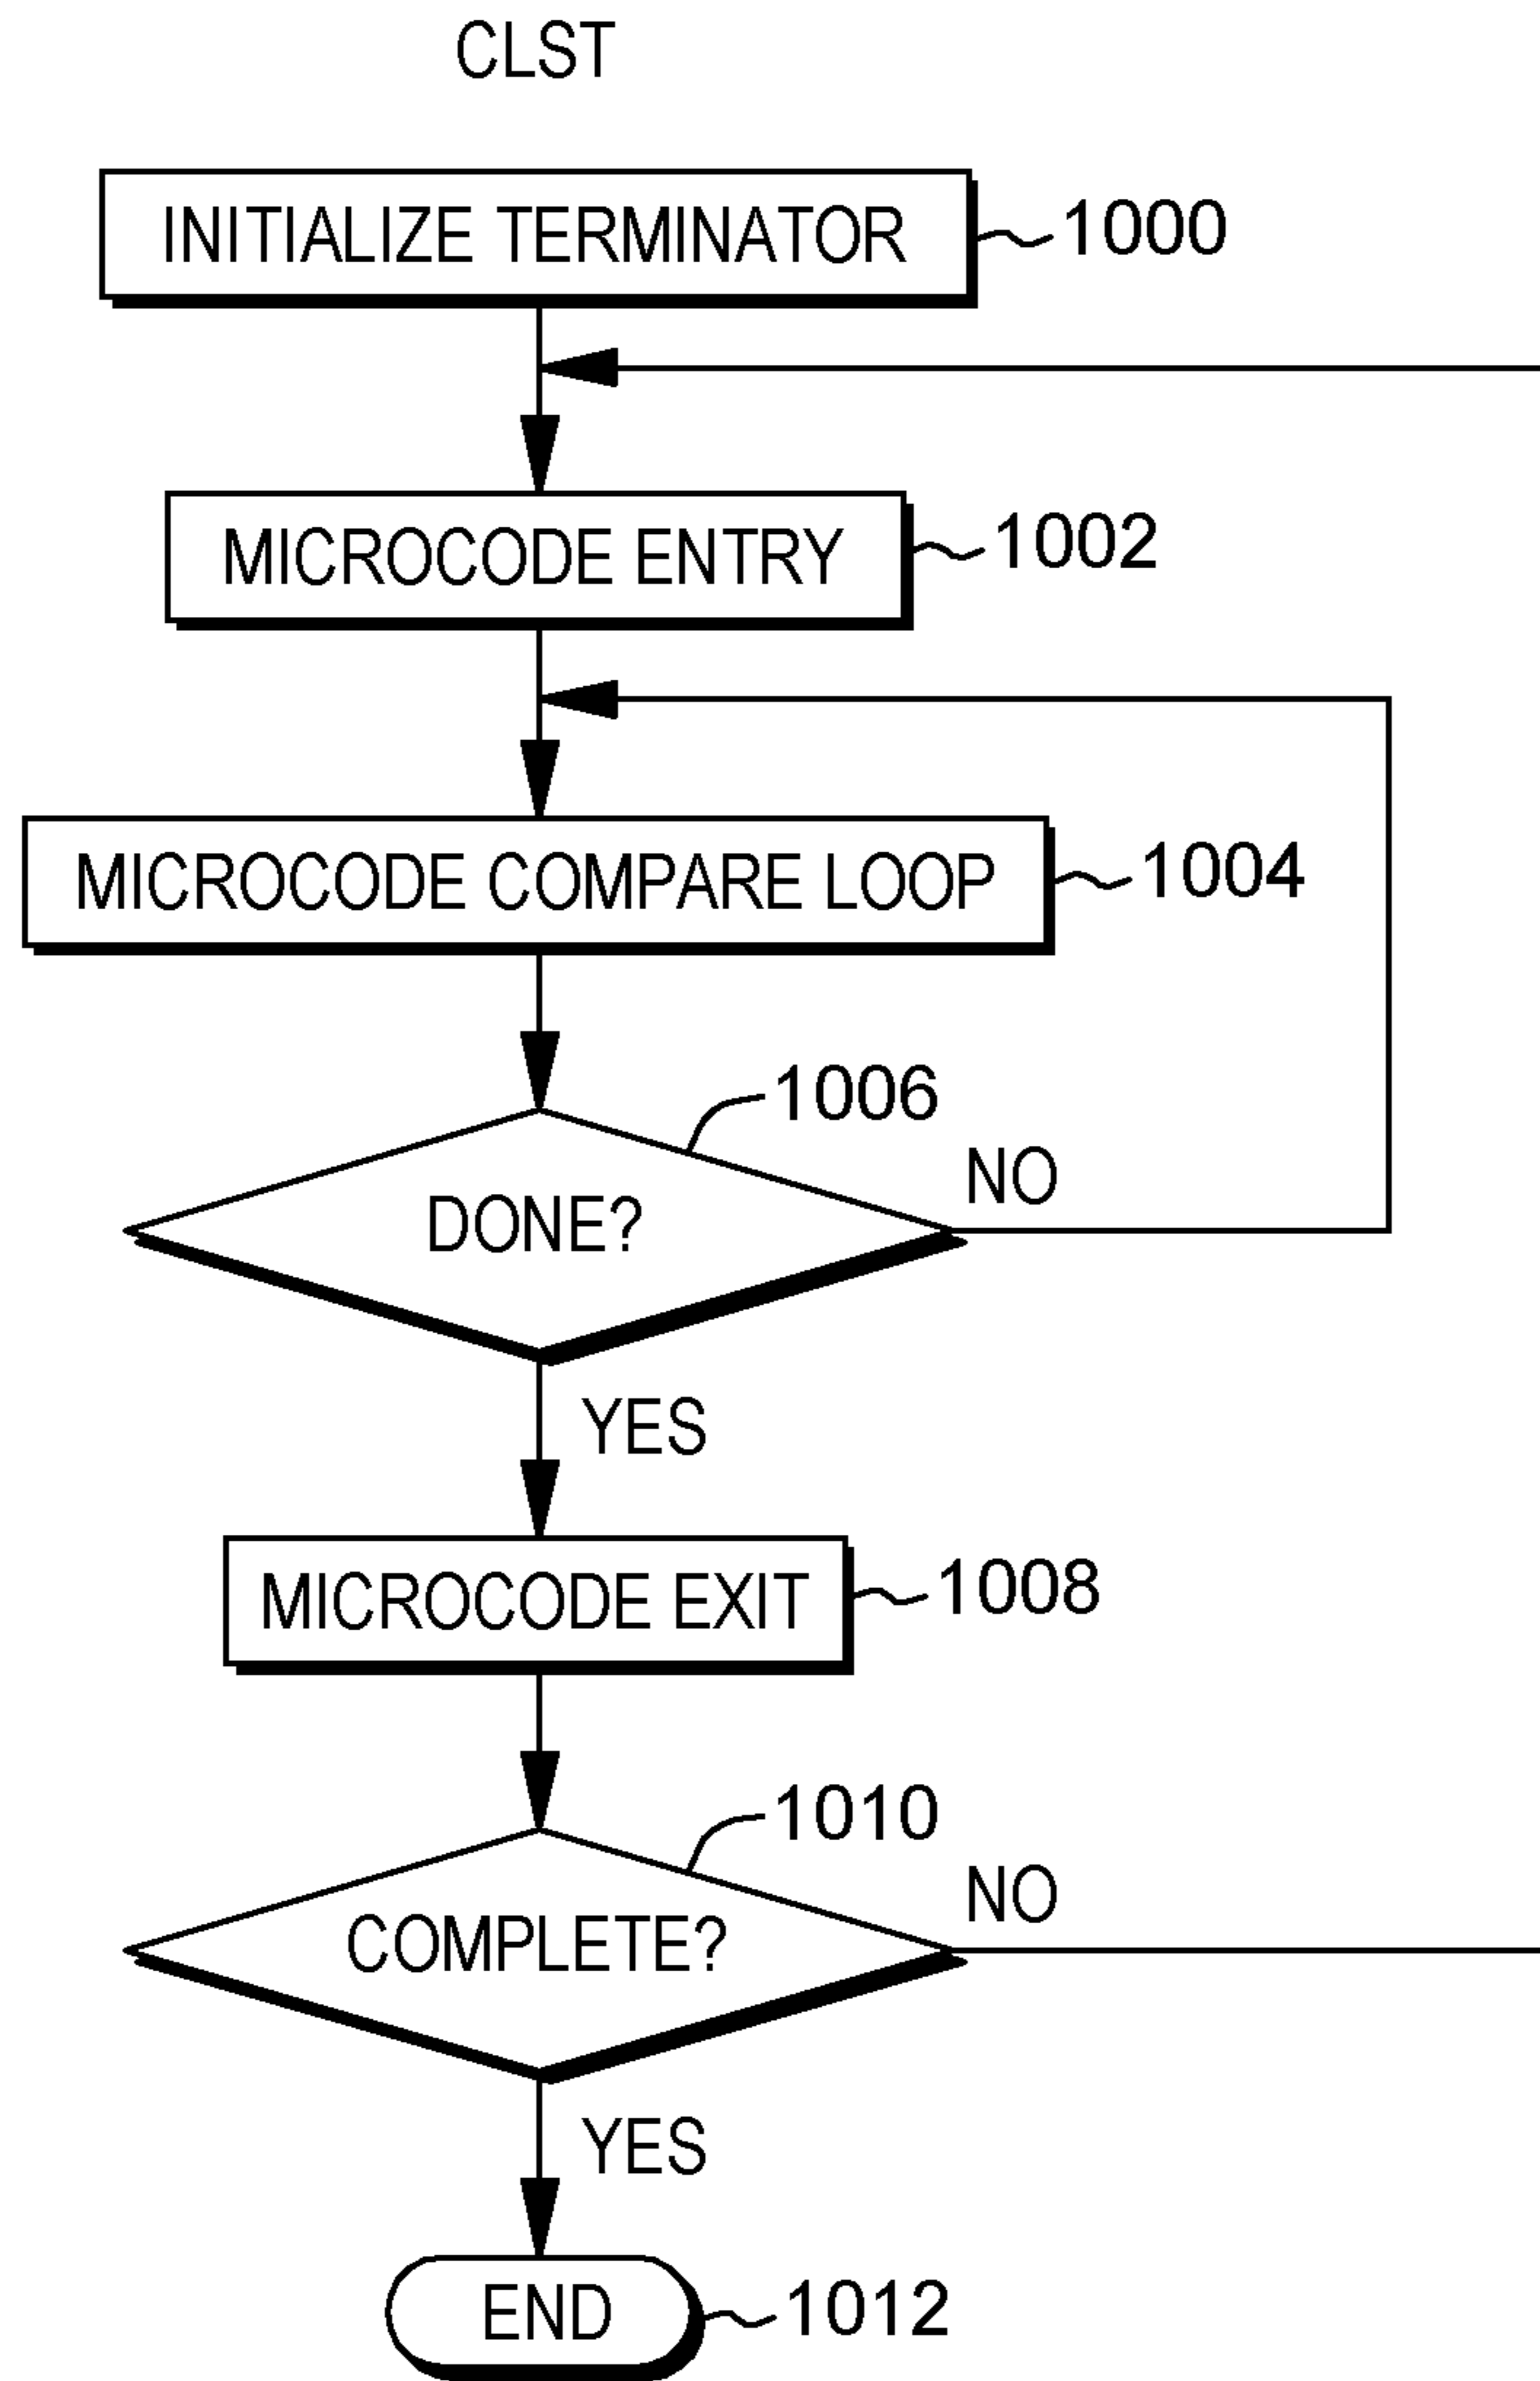 CLST
INITIALIZE TERMINATOR
1000
MICROCODE ENTRY
1002
MICROCODE COMPARE LOOP
1004
1006
DONE?
NO
YES
MICROCODE EXIT
1008
1010
COMPLETE?
NO
YES
END
1012